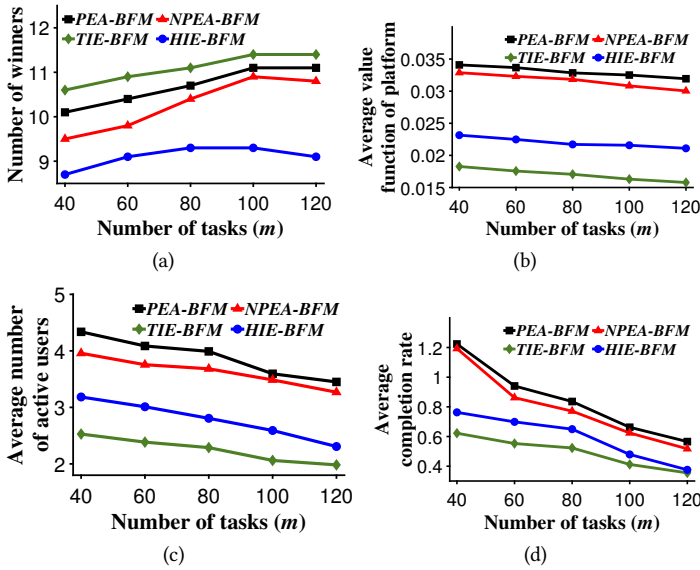 Number of winners
PEA-BFM NPEA-BFM
TIE-BFM HIE-BFM
11
10
9
40 60 80 100 120
Number of tasks (m)
(a)
Average value
function of platform
PEA-BFM NPEA-BFM
TIE-BFM HIE-BFM
0.035
0.03
0.025
0.02
0.015
40 60 80 100 120
Number of tasks (m)
(b)
Average number
of active users
PEA-BFM NPEA-BFM
TIE-BFM HIE-BFM
5
4
3
2
40 60 80 100 120
Number of tasks (m)
(c)
Average
completion rate
PEA-BFM NPEA-BFM
TIE-BFM HIE-BFM
1.2
1
0.8
0.6
0.4
40 60 80 100 120
Number of tasks (m)
(d)